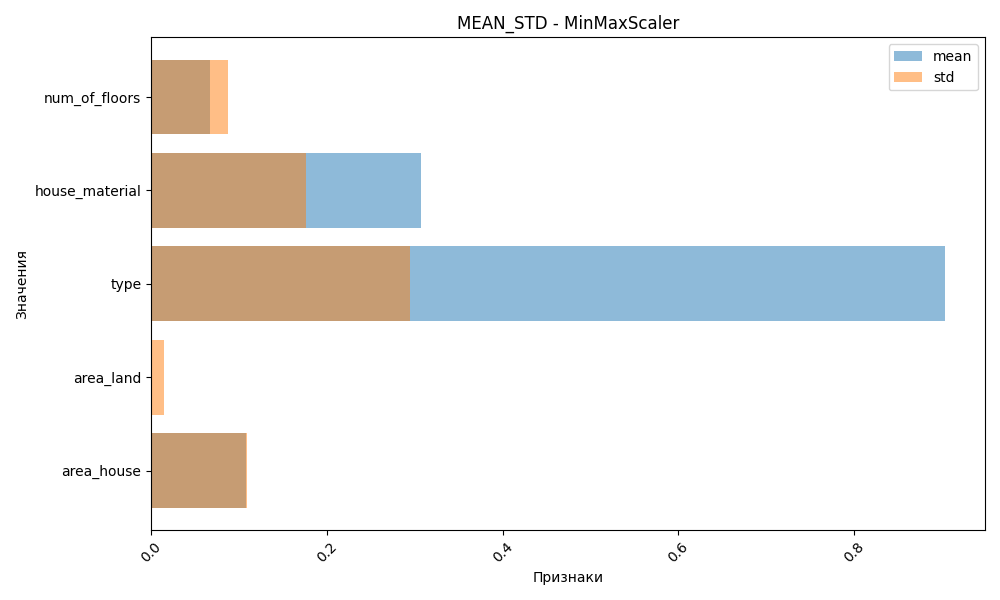 MEAN_STD - MinMaxScaler
mean
std
num_of_floors
house_material
type
area_land
area_house
Значения
0.0
0.2
0.4
0.6
0.8
Признаки